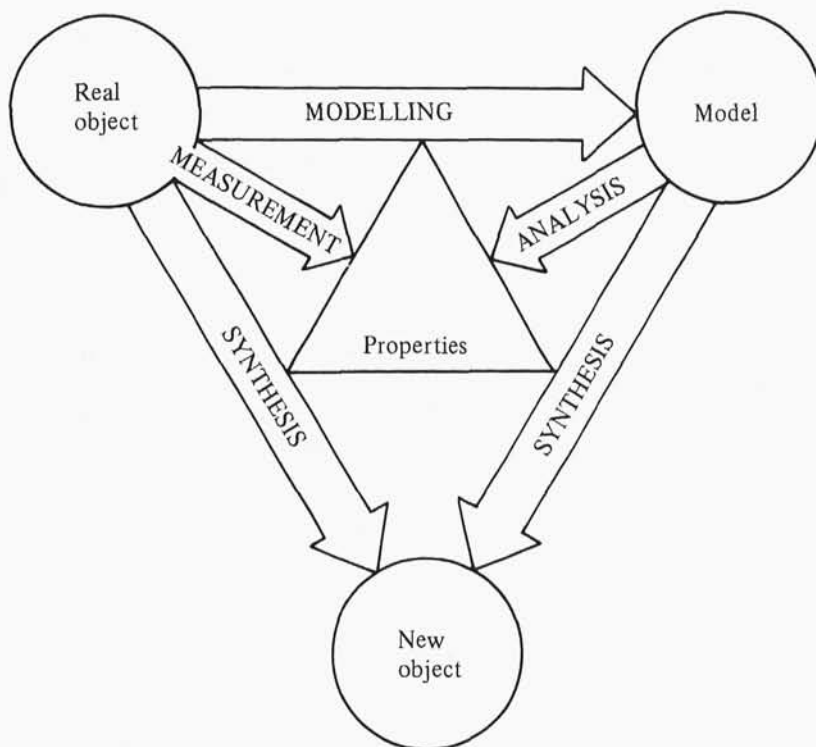 Real
object
MODELLING
Model
MEASUREMENT
ANALYSIS
Properties
SYNTHESIS
SYNTHESIS
New
object